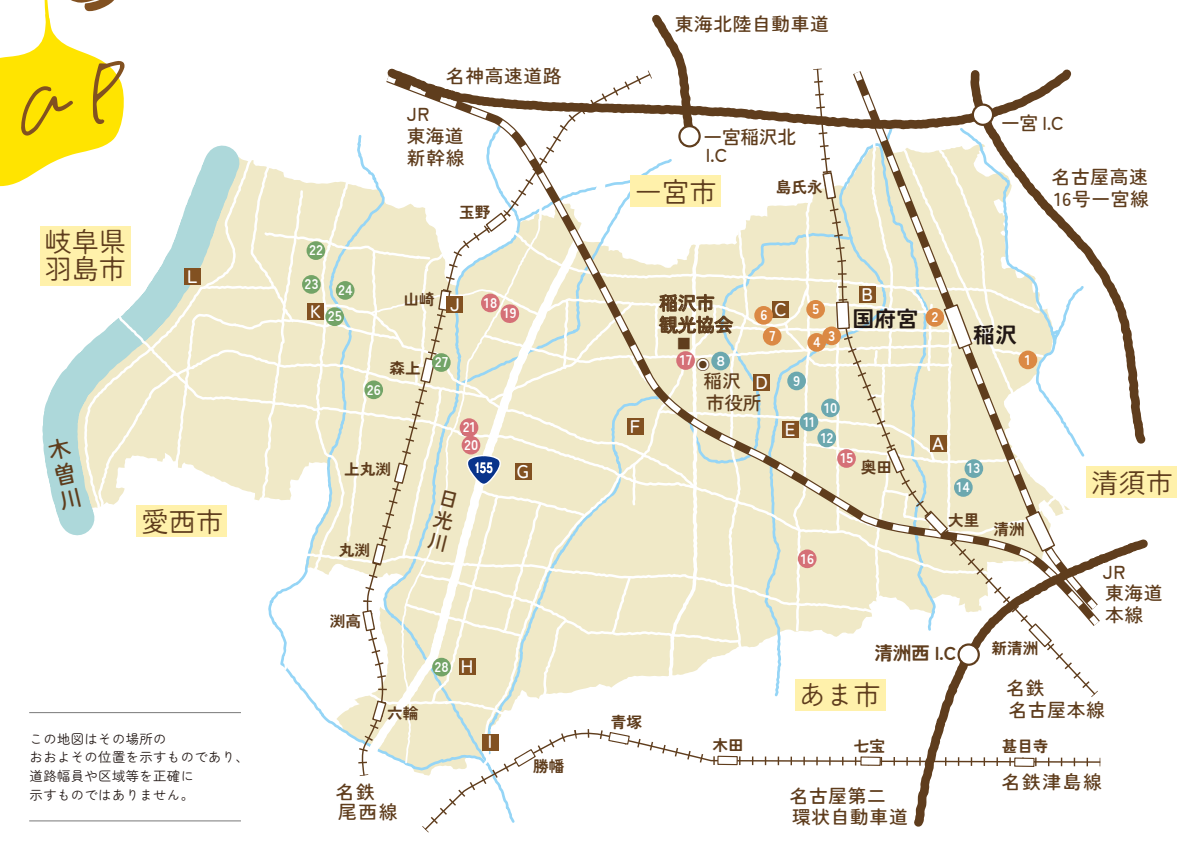 ap
東海北陸自動車道
名神高速道路
JR
東海道
新幹線
一宮稲沢北
I.C
一宮 I.C
名古屋高速
16号一宮線
一宮市
島氏永
玉野
岐阜県
羽島市
22
23
24
25
K
L
山崎
J
18
19
稲沢市
観光協会
6
C
5
B
国府宮
2
稲沢
7
4
3
1
17
8
稲沢
市役所
D
9
森上
27
26
21
20
155
G
F
E
10
11
12
15
A
奥田
13
14
清須市
木曽川
上丸渕
愛西市
日光川
大里
清洲
丸渕
16
JR
東海道
本線
渕高
清洲西 I.C
新清洲
28
H
あま市
名鉄
名古屋本線
六輪
I
青塚
木田
七宝
甚目寺
勝幡
名鉄津島線
名鉄
尾西線
名古屋第二
環状自動車道
この地図はその場所の
おおよその位置を示すものであり、
道路幅員や区域等を正確に
示すものではありません。